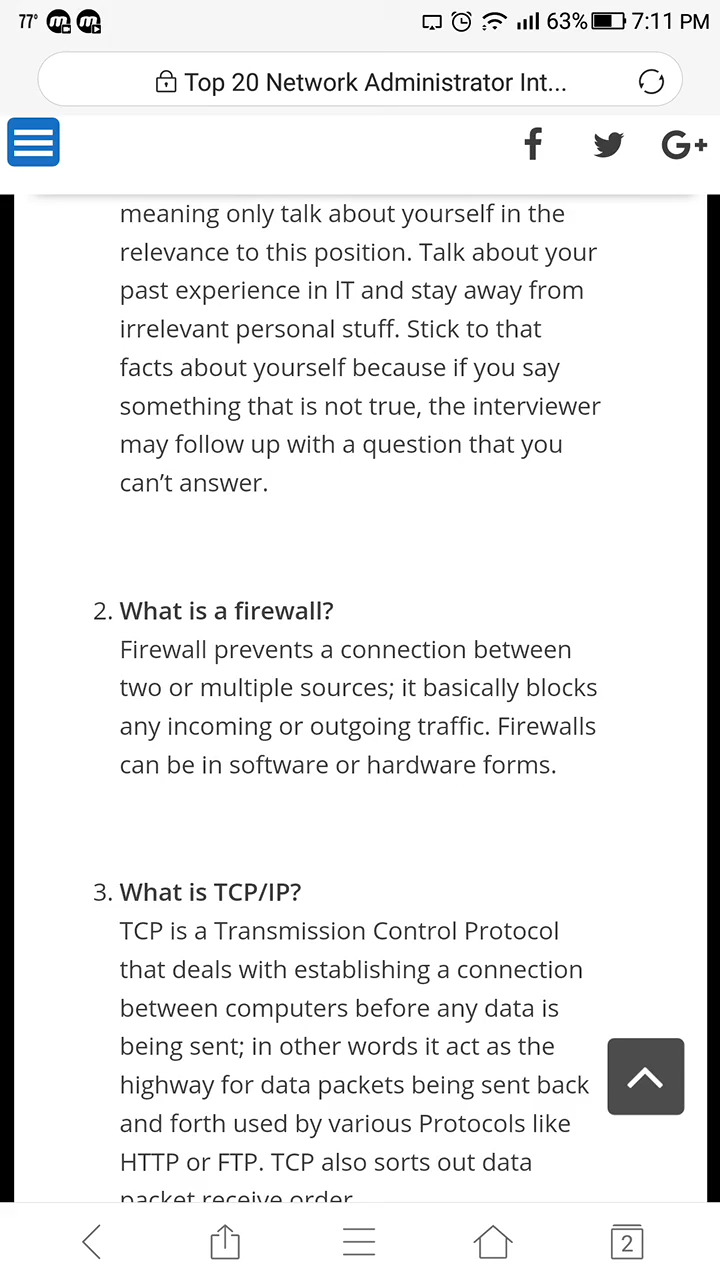 77° 63% 7:11 PM
Top 20 Network Administrator Int...
f G+
meaning only talk about yourself in the
relevance to this position. Talk about your
past experience in IT and stay away from
irrelevant personal stuff. Stick to that
facts about yourself because if you say
something that is not true, the interviewer
may follow up with a question that you
can’t answer.
2. What is a firewall?
Firewall prevents a connection between
two or multiple sources; it basically blocks
any incoming or outgoing traffic. Firewalls
can be in software or hardware forms.
3. What is TCP/IP?
TCP is a Transmission Control Protocol
that deals with establishing a connection
between computers before any data is
being sent; in other words it act as the
highway for data packets being sent back
and forth used by various Protocols like
HTTP or FTP. TCP also sorts out data
packet receive order
2